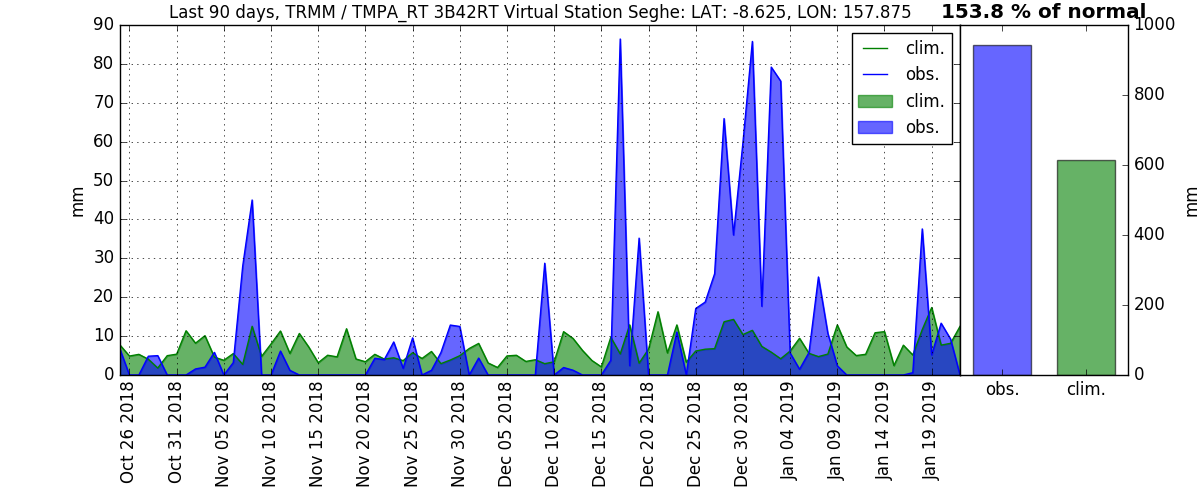 Last 90 days, TRMM / TMPA_RT 3B42RT Virtual Station Seghe: LAT: -8.625, LON: 157.875
153.8 % of normal
90
80
70
60
50
40
30
20
10
0
mm
clim.
obs.
clim.
obs.
Oct 26 2018
Oct 31 2018
Nov 05 2018
Nov 10 2018
Nov 15 2018
Nov 20 2018
Nov 25 2018
Nov 30 2018
Dec 05 2018
Dec 10 2018
Dec 15 2018
Dec 20 2018
Dec 25 2018
Dec 30 2018
Jan 04 2019
Jan 09 2019
Jan 14 2019
Jan 19 2019
1000
800
600
400
200
0
mm
obs.
clim.